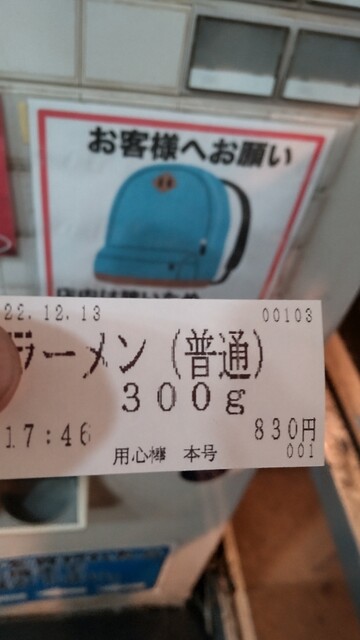 お客様へお願い
22.12.13 00103
ラーメン(普通)
300g
17:46 830円
用心棒 本号 001